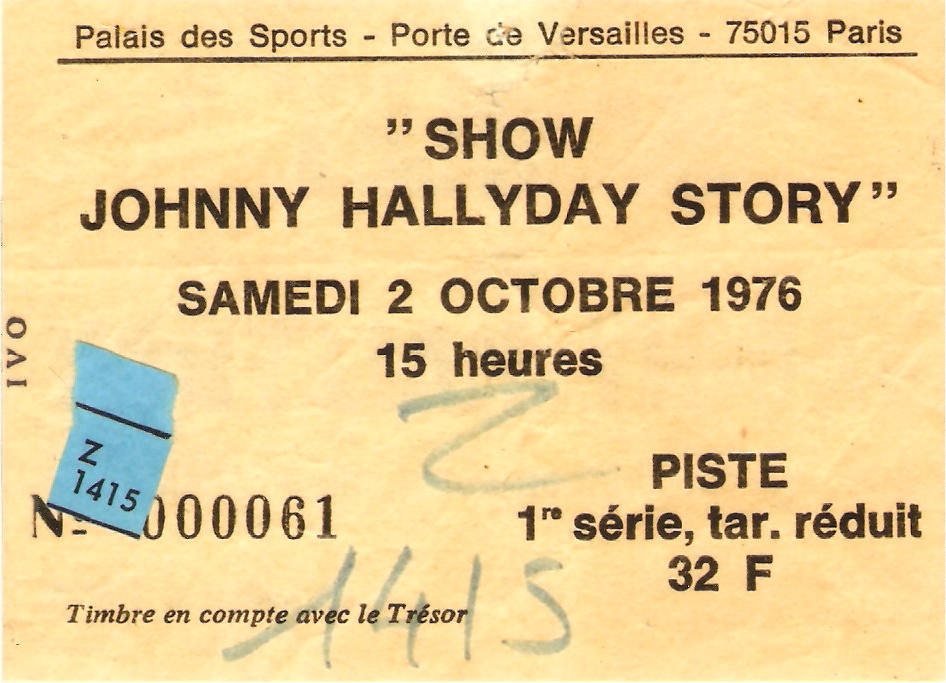 Palais des Sports - Porte de Versailles - 75015 Paris
"SHOW
JOHNNY HALLYDAY STORY"
SAMEDI 2 OCTOBRE 1976
15 heures
IVO
Z
Z
1415
PISTE
Nº 000061
1re série, tar. réduit
32 F
1415
Timbre en compte avec le Trésor